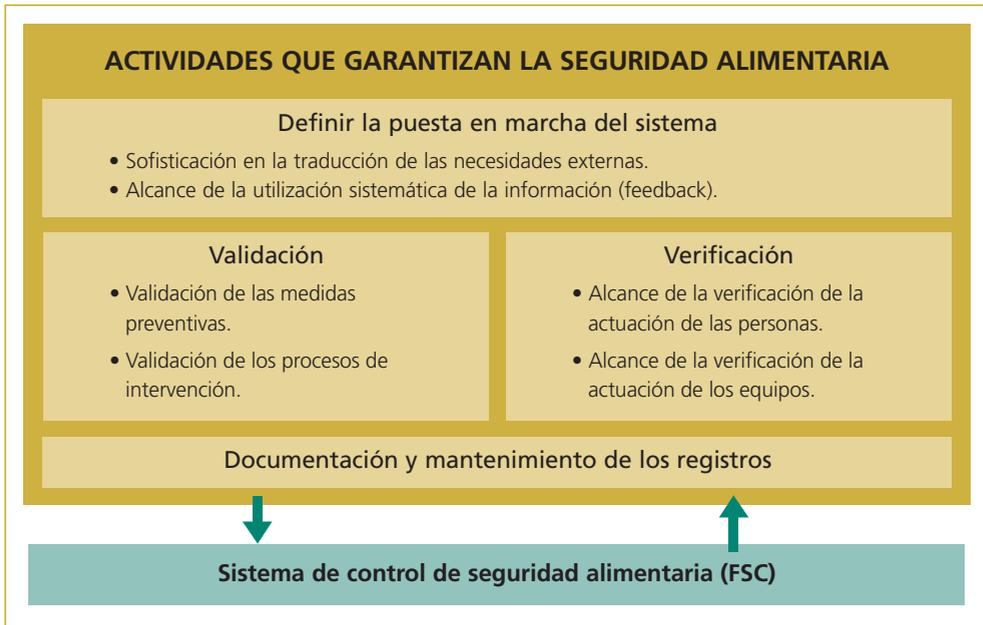 ACTIVIDADES QUE GARANTIZAN LA SEGURIDAD ALIMENTARIA
Definir la puesta en marcha del sistema
• Sofisticación en la traducción de las necesidades externas.
• Alcance de la utilización sistemática de la información (feedback).
Validación
• Validación de las medidas
preventivas.
• Validación de los procesos de
intervención.
Verificación
• Alcance de la verificación de la
actuación de las personas.
• Alcance de la verificación de la
actuación de los equipos.
Documentación y mantenimiento de los registros
Sistema de control de seguridad alimentaria (FSC)